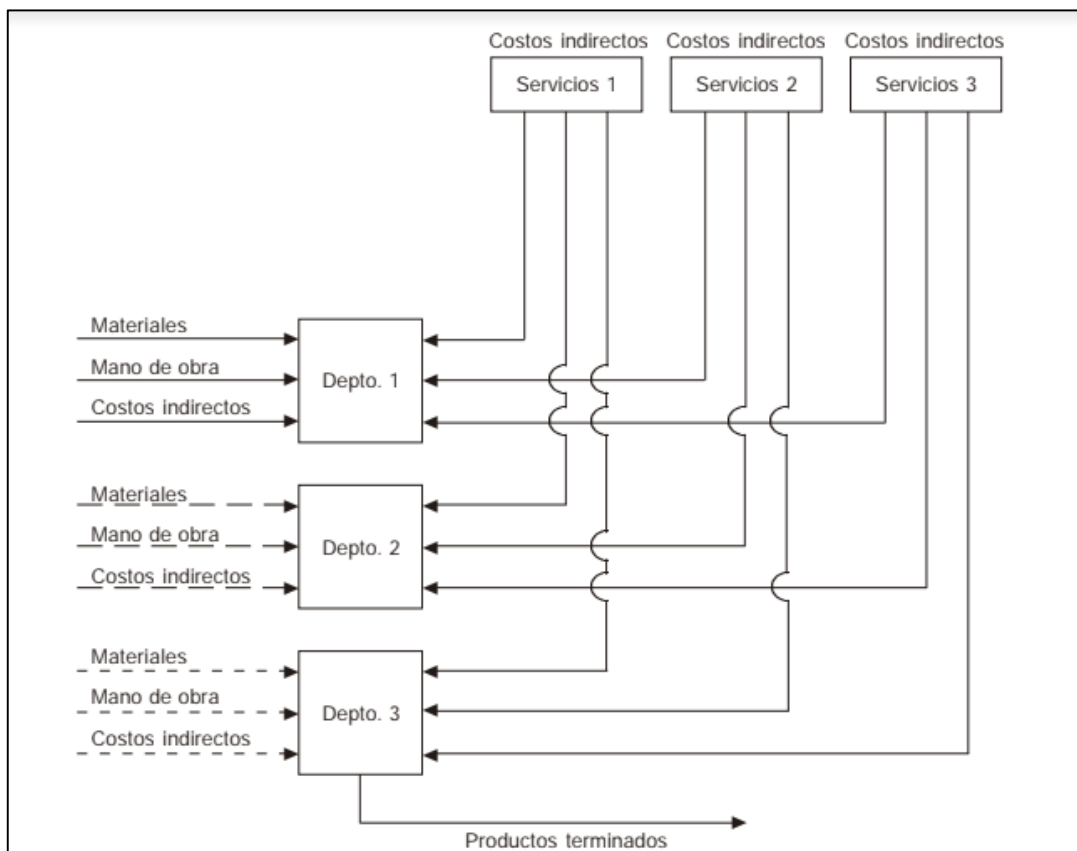 Costos indirectos Costos indirectos Costos indirectos
Servicios 1 Servicios 2 Servicios 3
Materiales
Mano de obra
Costos indirectos
Depto. 1
Materiales
Mano de obra
Costos indirectos
Depto. 2
Materiales
Mano de obra
Costos indirectos
Depto. 3
Productos terminados